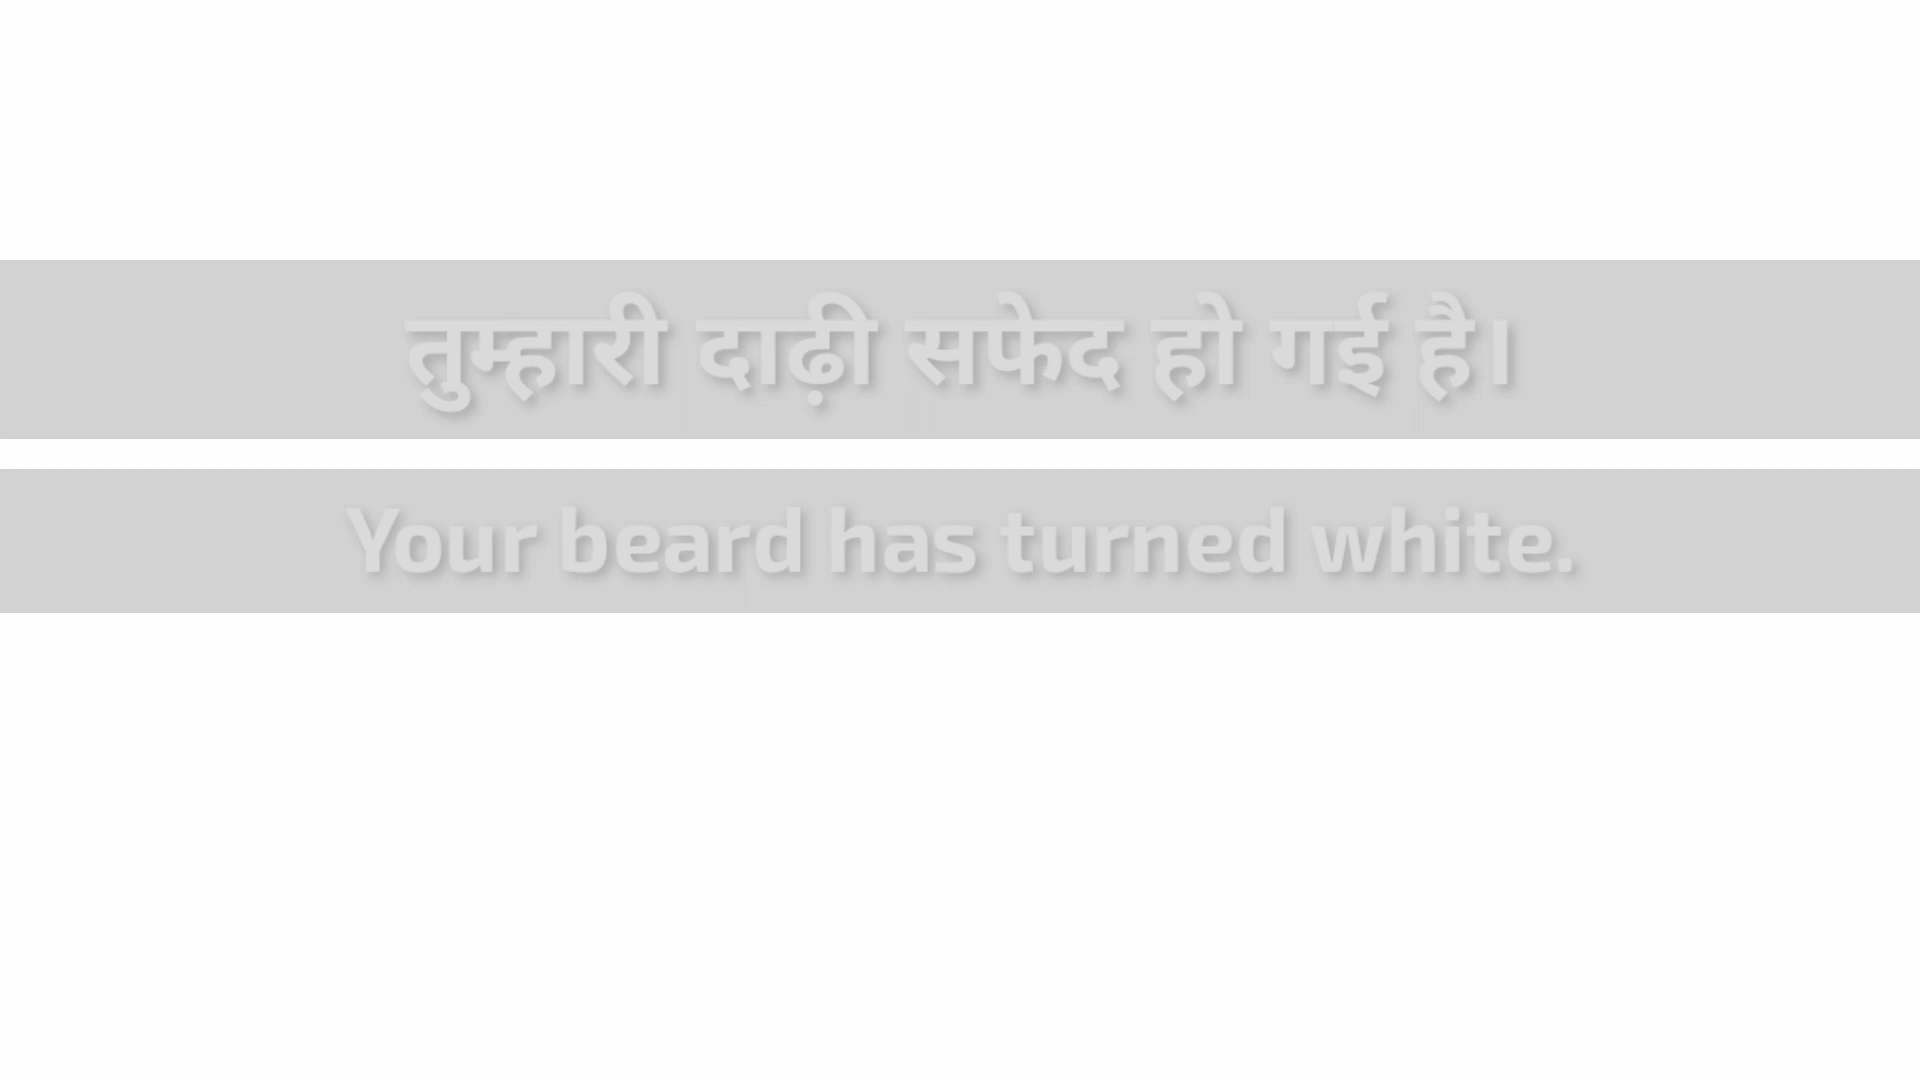 तुम्हारी दाढ़ी सफेद हो गई है।
Your beard has turned white.